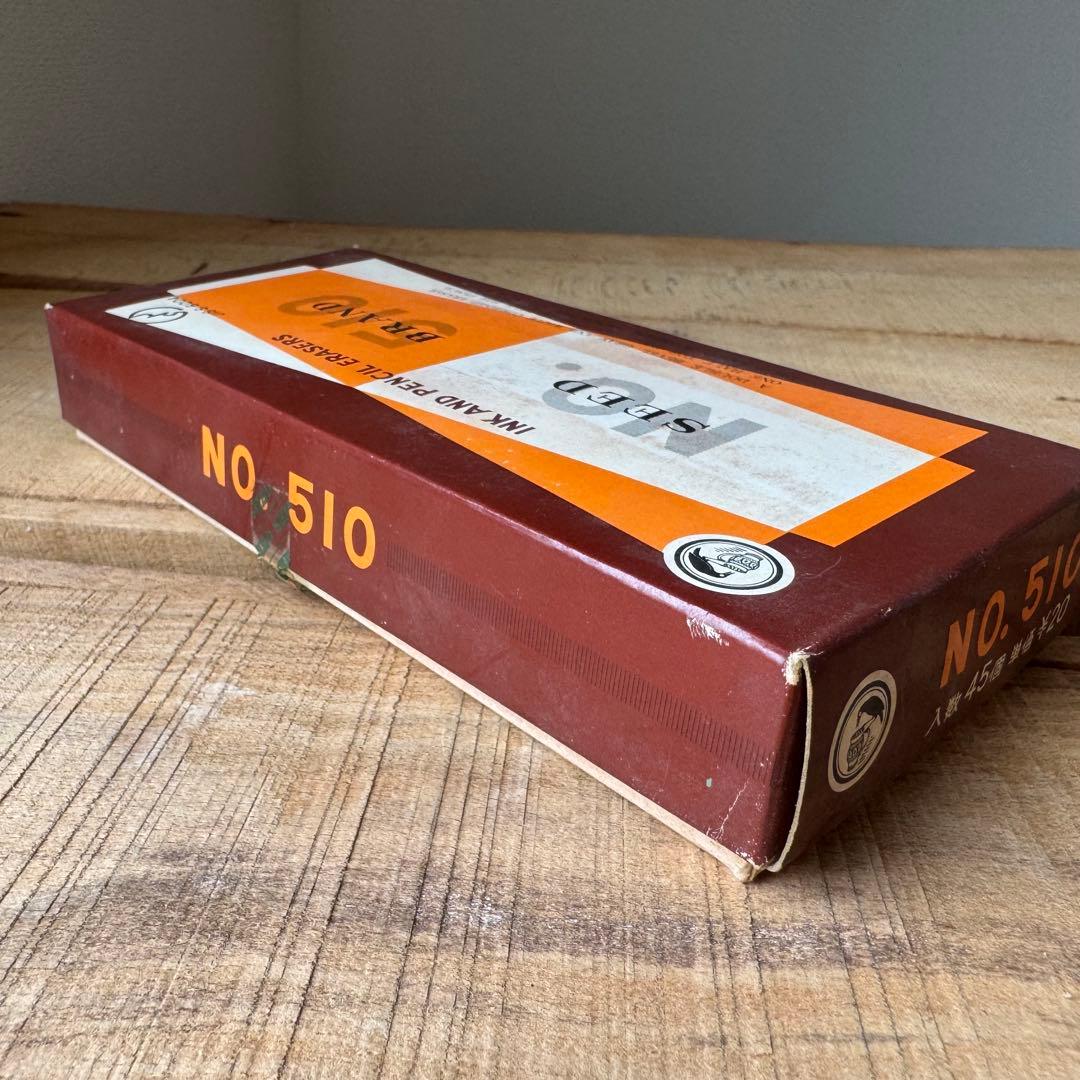 NO. 510
SEED BRAND
INK AND PENCIL ERASERS
NO. 510
NO. 510
入数 45個 単価 ¥20